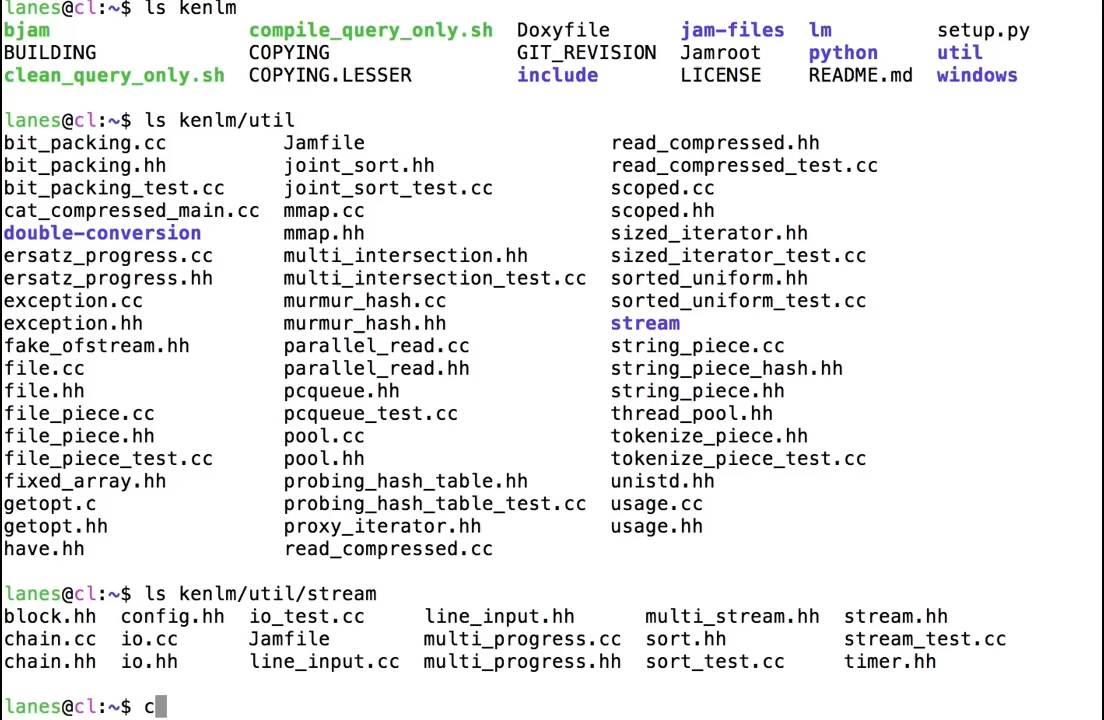 lanes@cl:~$ ls kenlm
bjam compile_query_only.sh Doxyfile jam-files lm setup.py
BUILDING COPYING GIT_REVISION Jamroot python util
clean_query_only.sh COPYING.LESSER include LICENSE README.md windows
lanes@cl:~$ ls kenlm/util
bit_packing.cc Jamfile read_compressed.hh
bit_packing.hh joint_sort.hh read_compressed_test.cc
bit_packing_test.cc joint_sort_test.cc scoped.cc
cat_compressed_main.cc mmap.cc scoped.hh
double-conversion mmap.hh sized_iterator.hh
ersatz_progress.cc multi_intersection.hh sized_iterator_test.cc
ersatz_progress.hh multi_intersection_test.cc sorted_uniform.hh
exception.cc murmur_hash.cc sorted_uniform_test.cc
exception.hh murmur_hash.hh stream
fake_ofstream.hh parallel_read.cc string_piece.cc
file.cc parallel_read.hh string_piece_hash.hh
file.hh pcqueue.hh string_piece.hh
file_piece.cc pcqueue_test.cc thread_pool.hh
file_piece.hh pool.cc tokenize_piece.hh
file_piece_test.cc pool.hh tokenize_piece_test.cc
fixed_array.hh probing_hash_table.hh unistd.hh
getopt.c probing_hash_table_test.cc usage.cc
getopt.hh proxy_iterator.hh usage.hh
have.hh read_compressed.cc
lanes@cl:~$ ls kenlm/util/stream
block.hh config.hh io_test.cc line_input.hh multi_stream.hh stream.hh
chain.cc io.cc Jamfile multi_progress.cc sort.hh stream_test.cc
chain.hh io.hh line_input.cc multi_progress.hh sort_test.cc timer.hh
lanes@cl:~$ c